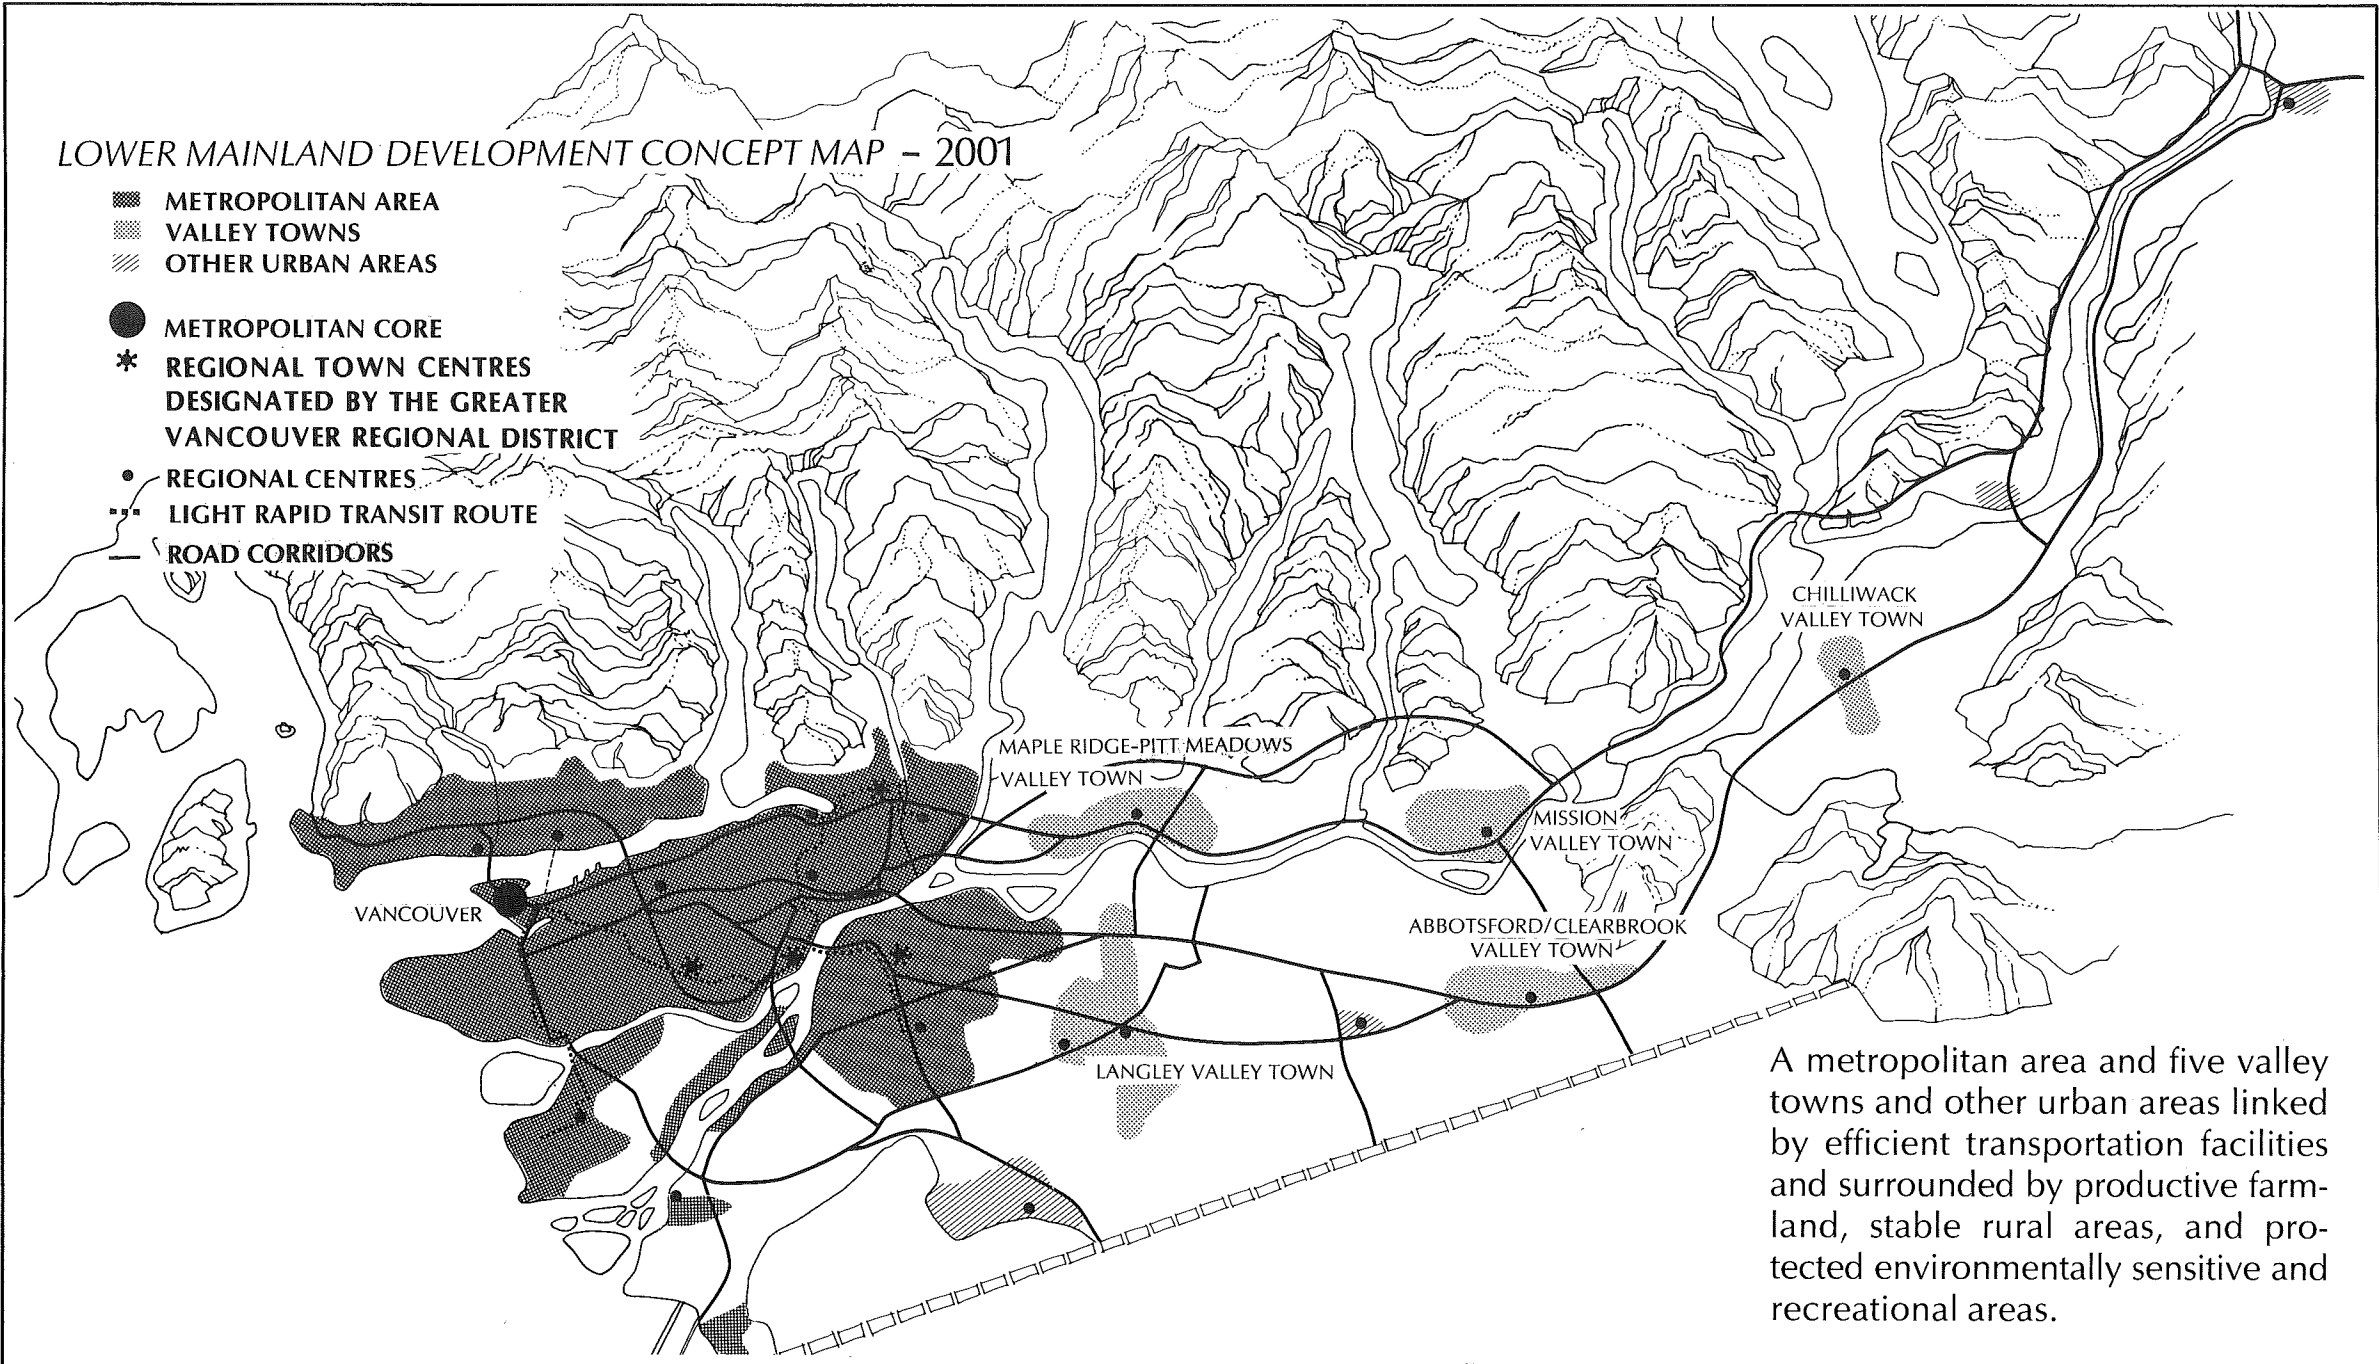 LOWER MAINLAND DEVELOPMENT CONCEPT MAP – 2001
METROPOLITAN AREA
VALLEY TOWNS
OTHER URBAN AREAS
METROPOLITAN CORE
REGIONAL TOWN CENTRES
DESIGNATED BY THE GREATER
VANCOUVER REGIONAL DISTRICT
REGIONAL CENTRES
LIGHT RAPID TRANSIT ROUTE
ROAD CORRIDORS
CHILLIWACK
VALLEY TOWN
MAPLE RIDGE-PITT MEADOWS
VALLEY TOWN
MISSION
VALLEY TOWN
VANCOUVER
ABBOTSFORD/CLEARBROOK
VALLEY TOWN
LANGLEY VALLEY TOWN
A metropolitan area and five valley
towns and other urban areas linked
by efficient transportation facilities
and surrounded by productive farm-
land, stable rural areas, and pro-
tected environmentally sensitive and
recreational areas.